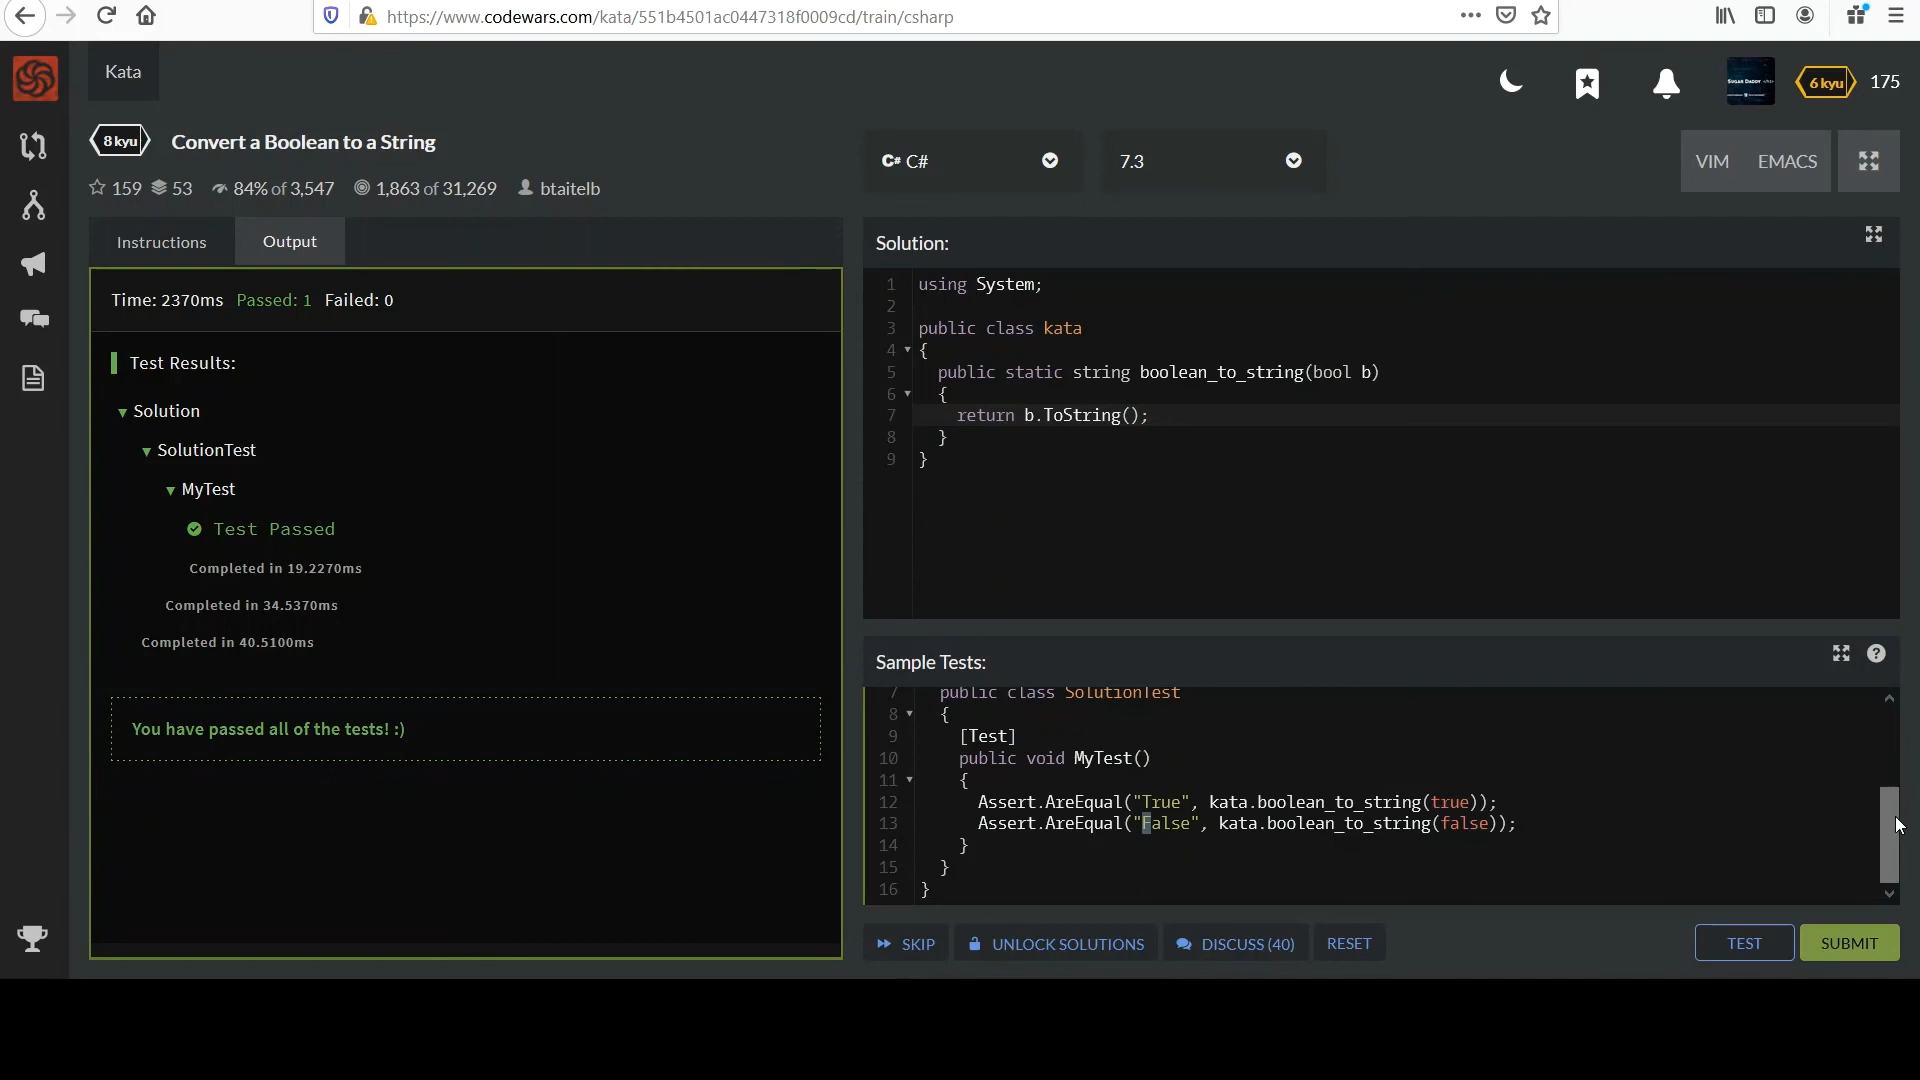 https://www.codewars.com/kata/551b4501ac0447318f0009cd/train/csharp
Kata
SUGAR DADDY
6 kyu
175
8 kyu
Convert a Boolean to a String
159
53
84% of 3,547
1,863 of 31,269
btaitelb
C# C#
7.3
VIM
EMACS
Instructions
Output
Time: 2370ms Passed: 1 Failed: 0
Test Results:
Solution
SolutionTest
MyTest
Test Passed
Completed in 19.2270ms
Completed in 34.5370ms
Completed in 40.5100ms
You have passed all of the tests! :)
Solution:
1 using System;
2
3 public class kata
4 {
5 public static string boolean_to_string(bool b)
6 {
7 return b.ToString();
8 }
9 }
Sample Tests:
7 public class SolutionTest
8 {
9 [Test]
10 public void MyTest()
11 {
12 Assert.AreEqual("True", kata.boolean_to_string(true));
13 Assert.AreEqual("False", kata.boolean_to_string(false));
14 }
15 }
16 }
SKIP
UNLOCK SOLUTIONS
DISCUSS (40)
RESET
TEST
SUBMIT